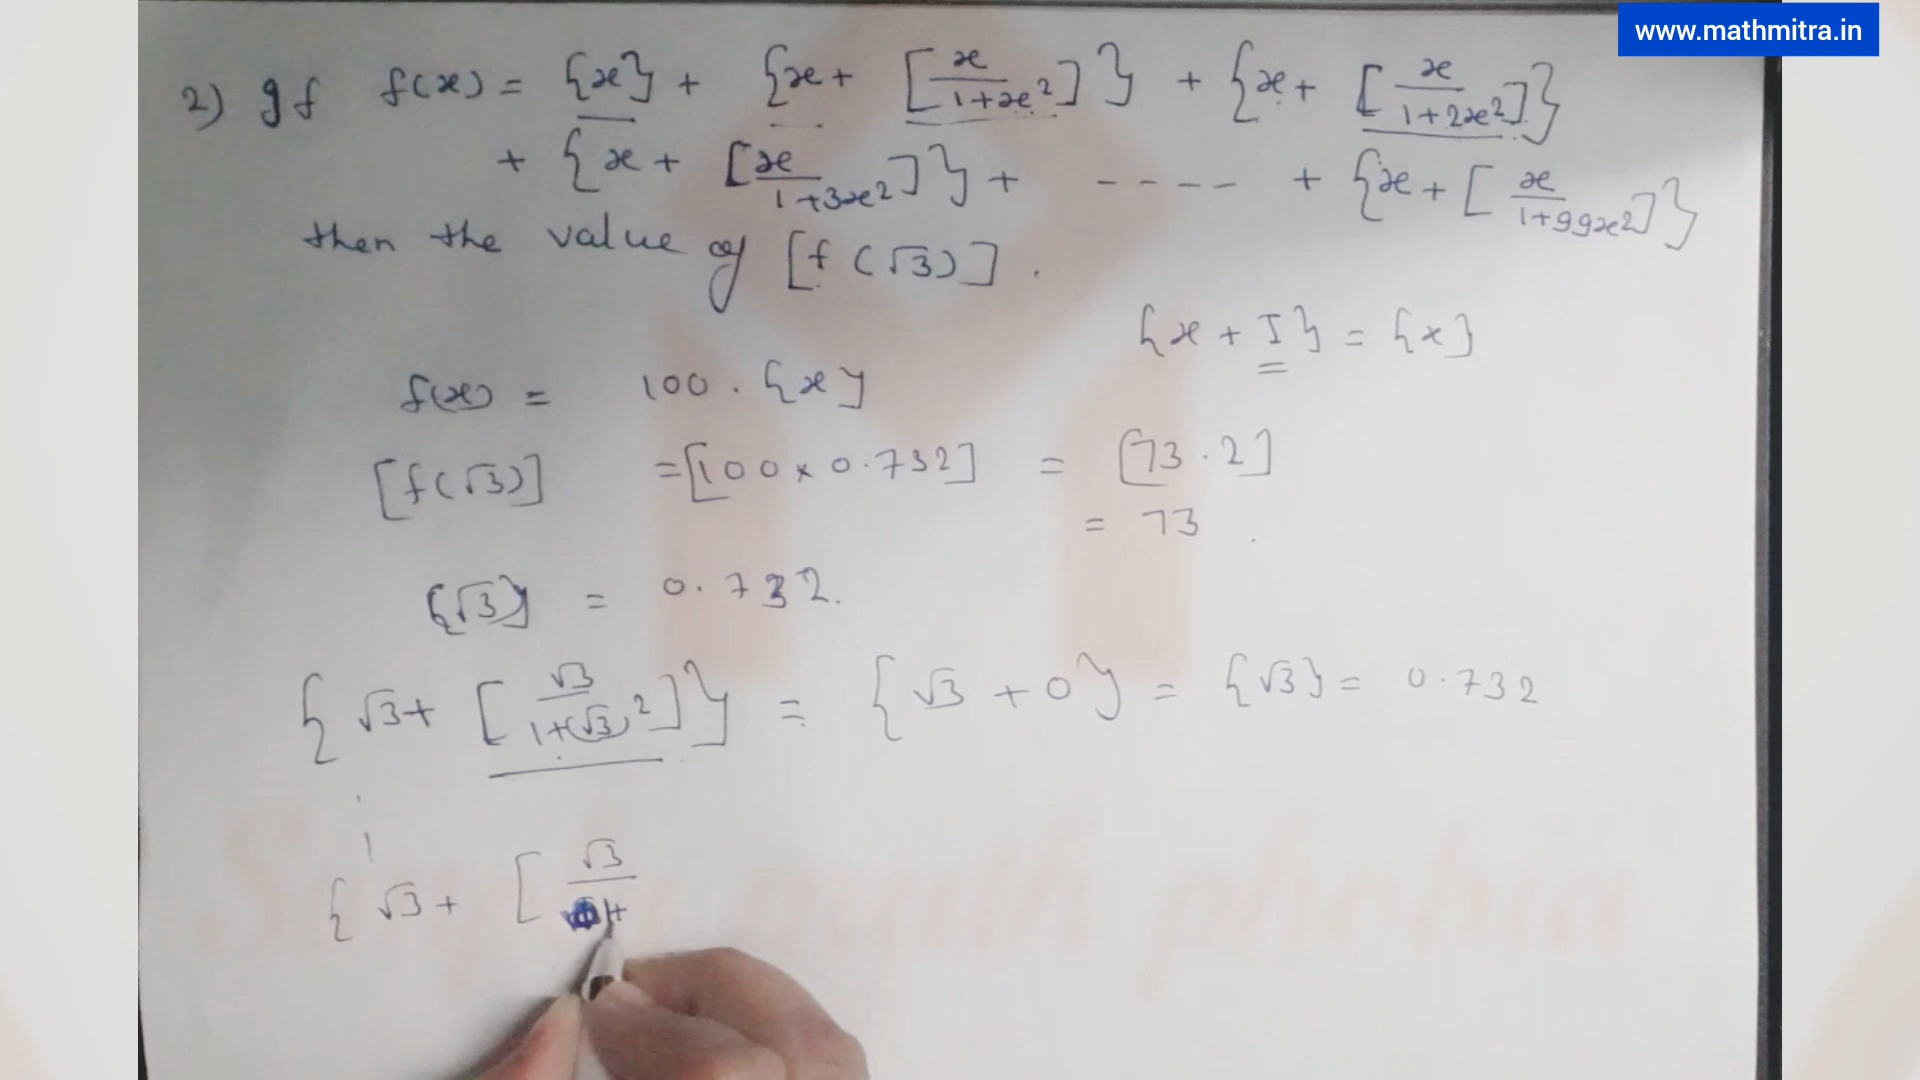 www.mathmitra.in
2) If f(x) = {x} + {x + [x/(1+x²)]} + {x + [x/(1+2x²)]}
+ {x + [x/(1+3x²)]} + ---- + {x + [x/(1+99x²)]}
then the value of [f(√3)].
{x + I} = {x}
f(x) = 100 . {x}
[f(√3)] = [100 × 0.732] = [73.2]
= 73
{√3} = 0.732.
{√3 + [√3/(1+(√3)²)]} = {√3 + 0} = {√3} = 0.732
{√3 + [√3/1+